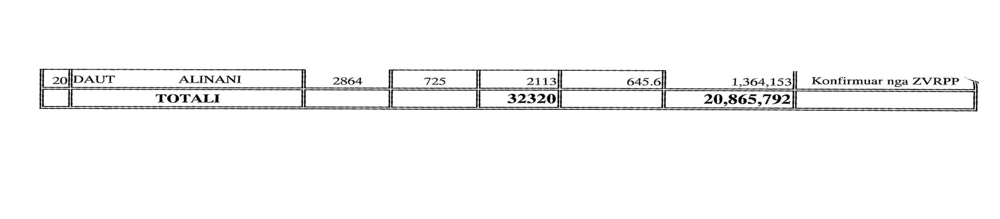 20 DAUT ALINANI 2864 725 2113 645.6 1,364,153 Konfirmuar nga ZVRPP
TOTALI 32320 20,865,792